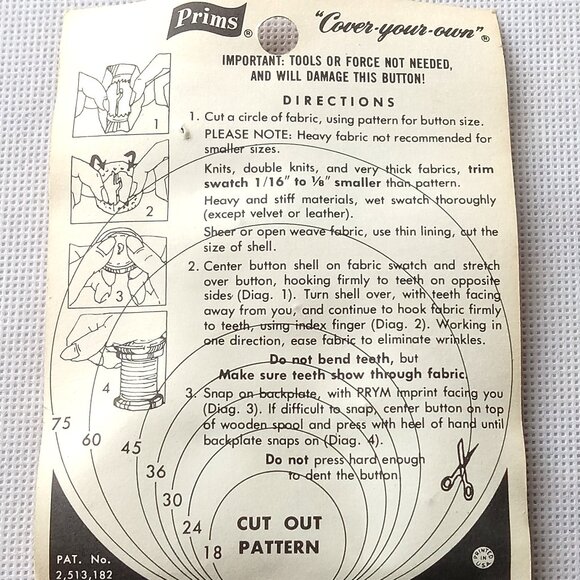 Prims ® "Cover-your-own" ®
IMPORTANT: TOOLS OR FORCE NOT NEEDED,
AND WILL DAMAGE THIS BUTTON!
DIRECTIONS
1. Cut a circle of fabric, using pattern for button size.
PLEASE NOTE: Heavy fabric not recommended for
smaller sizes.
Knits, double knits, and very thick fabrics, trim
swatch 1/16" to 1/8" smaller than pattern.
Heavy and stiff materials, wet swatch thoroughly
(except velvet or leather).
Sheer or open weave fabric, use thin lining, cut the
size of shell.
2. Center button shell on fabric swatch and stretch
over button, hooking firmly to teeth on opposite
sides (Diag. 1). Turn shell over, with teeth facing
away from you, and continue to hook fabric firmly
to teeth, using index finger (Diag. 2). Working in
one direction, ease fabric to eliminate wrinkles.
Do not bend teeth, but
Make sure teeth show through fabric.
3. Snap on backplate, with PRYM imprint facing you
(Diag. 3). If difficult to snap, center button on top
of wooden spool and press with heel of hand until
backplate snaps on (Diag. 4).
Do not press hard enough
to dent the button.
1
2
3
4
75
60
45
36
30
24
18
CUT OUT
PATTERN
PAT. No.
2,513,182
PRINTED IN USA